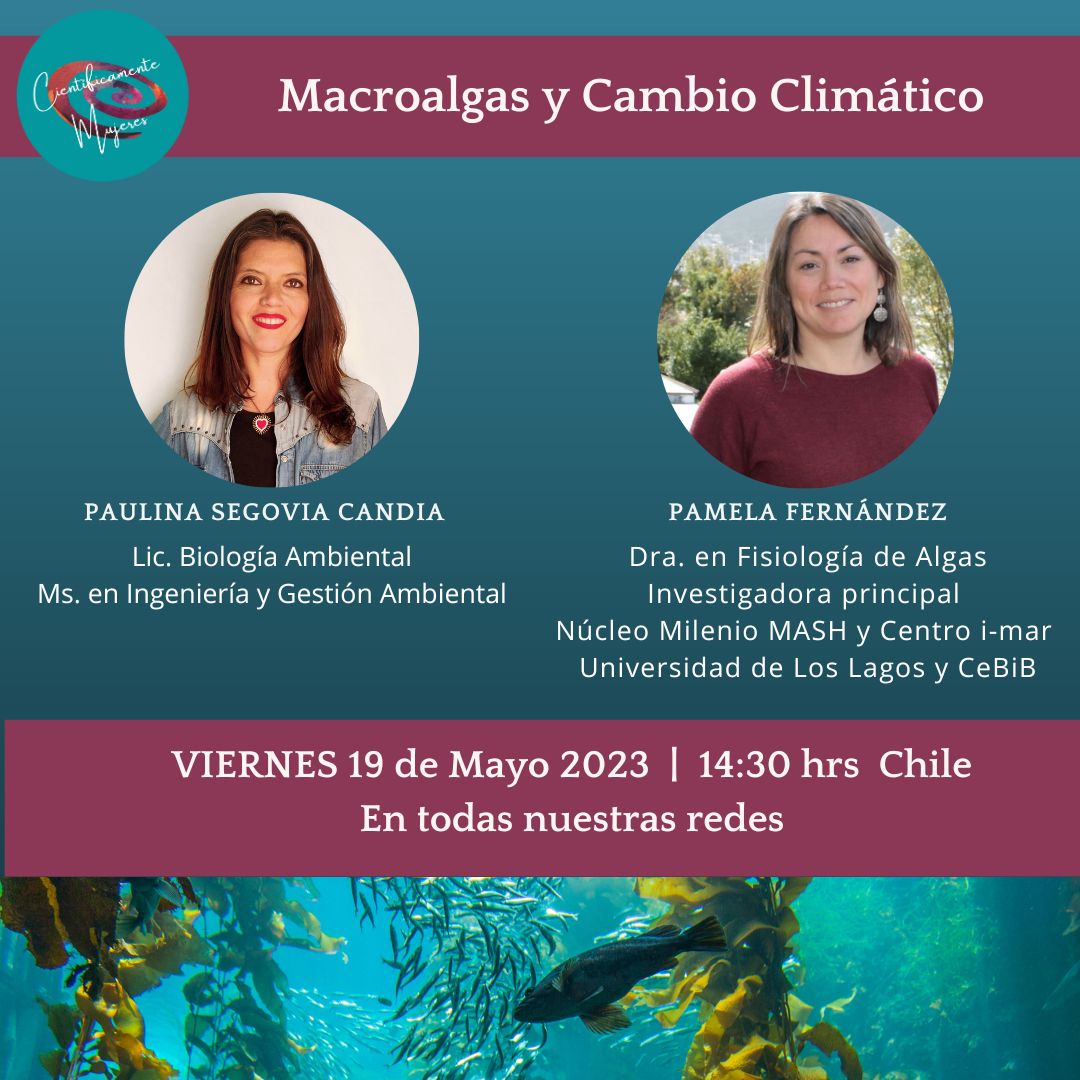 Científicamente
Mujeres
Macroalgas y Cambio Climático
PAULINA SEGOVIA CANDIA
Lic. Biología Ambiental
Ms. en Ingeniería y Gestión Ambiental
PAMELA FERNÁNDEZ
Dra. en Fisiología de Algas
Investigadora principal
Núcleo Milenio MASH y Centro i-mar
Universidad de Los Lagos y CeBiB
VIERNES 19 de Mayo 2023 | 14:30 hrs Chile
En todas nuestras redes